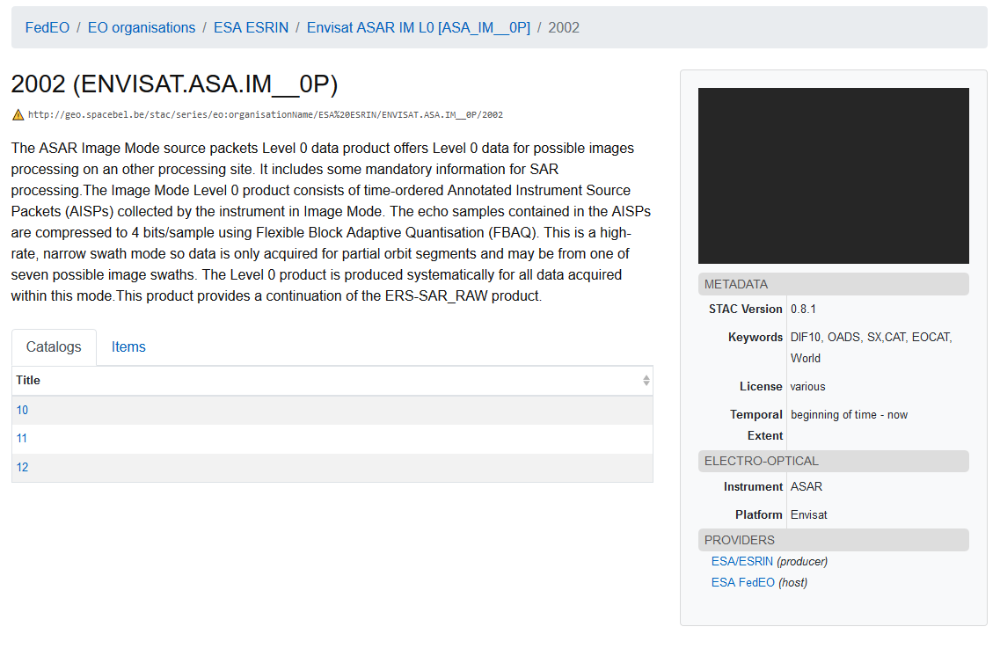 FedEO / EO organisations / ESA ESRIN / Envisat ASAR IM L0 [ASA_IM__0P] / 2002
2002 (ENVISAT.ASA.IM__0P)
http://geo.spacebel.be/stac/series/eo:organisationName/ESA%20ESRIN/ENVISAT.ASA.IM__0P/2002
The ASAR Image Mode source packets Level 0 data product offers Level 0 data for possible images
processing on an other processing site. It includes some mandatory information for SAR
processing.The Image Mode Level 0 product consists of time-ordered Annotated Instrument Source
Packets (AISPs) collected by the instrument in Image Mode. The echo samples contained in the AISPs
are compressed to 4 bits/sample using Flexible Block Adaptive Quantisation (FBAQ). This is a high-
rate, narrow swath mode so data is only acquired for partial orbit segments and may be from one of
seven possible image swaths. The Level 0 product is produced systematically for all data acquired
within this mode.This product provides a continuation of the ERS-SAR_RAW product.
Catalogs Items
Title
10
11
12
METADATA
STAC Version 0.8.1
Keywords DIF10, OADS, SX,CAT, EOCAT,
World
License various
Temporal beginning of time - now
Extent
ELECTRO-OPTICAL
Instrument ASAR
Platform Envisat
PROVIDERS
ESA/ESRIN (producer)
ESA FedEO (host)